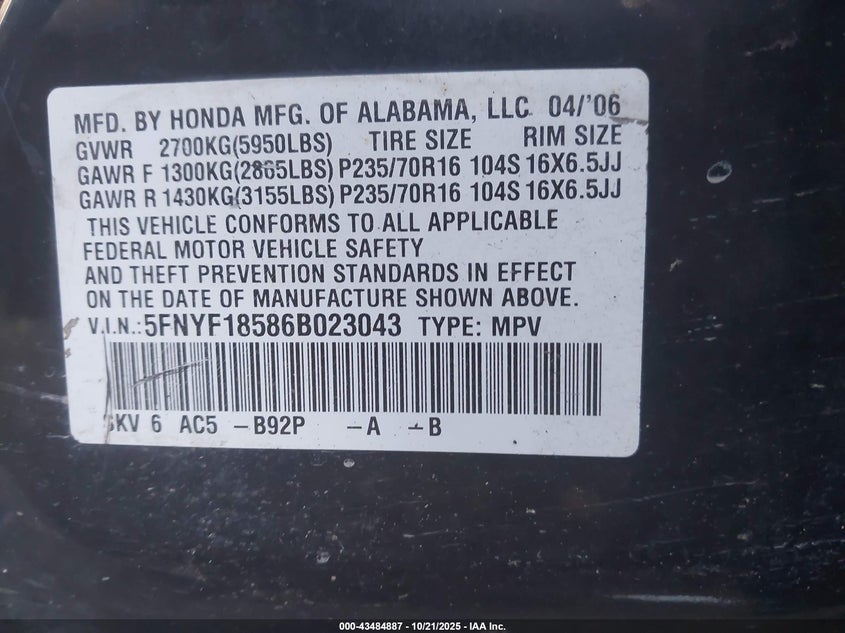 MFD. BY HONDA MFG. OF ALABAMA, LLC 04/'06
GVWR 2700KG(5950LBS) TIRE SIZE RIM SIZE
GAWR F 1300KG(2865LBS) P235/70R16 104S 16X6.5JJ
GAWR R 1430KG(3155LBS) P235/70R16 104S 16X6.5JJ
THIS VEHICLE CONFORMS TO ALL APPLICABLE
FEDERAL MOTOR VEHICLE SAFETY
AND THEFT PREVENTION STANDARDS IN EFFECT
ON THE DATE OF MANUFACTURE SHOWN ABOVE.
V.I.N.:5FNYF18586B023043 TYPE: MPV
6 AC5 -B92P -A -B
000-43484887 - 10/21/2025 - IAA Inc.